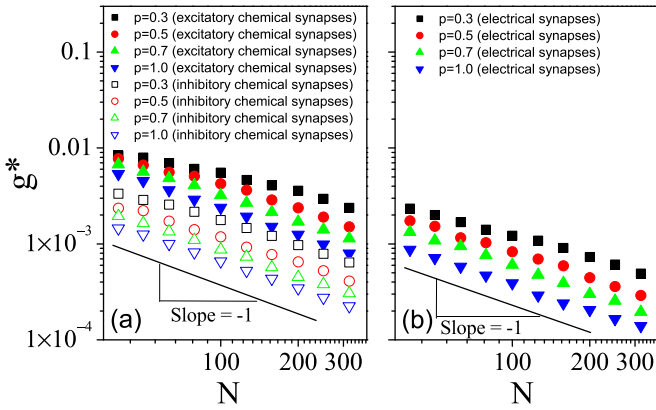 0.1
0.01
1×10⁻³
1×10⁻⁴
g*
p=0.3 (excitatory chemical synapses)
p=0.5 (excitatory chemical synapses)
p=0.7 (excitatory chemical synapses)
p=1.0 (excitatory chemical synapses)
p=0.3 (inhibitory chemical synapses)
p=0.5 (inhibitory chemical synapses)
p=0.7 (inhibitory chemical synapses)
p=1.0 (inhibitory chemical synapses)
(a)
Slope = -1
100
200
300
N
p=0.3 (electrical synapses)
p=0.5 (electrical synapses)
p=0.7 (electrical synapses)
p=1.0 (electrical synapses)
(b)
Slope = -1
100
200
300
N